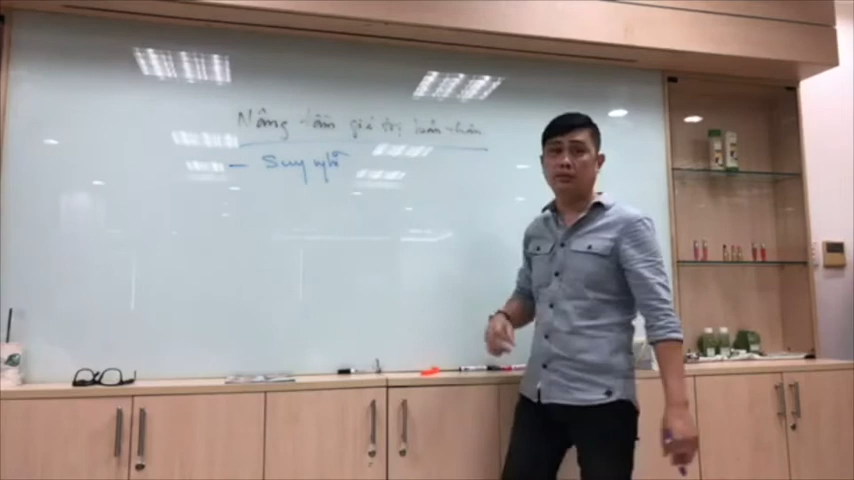 Nâng tầm giá trị bản thân
- Suy nghĩ